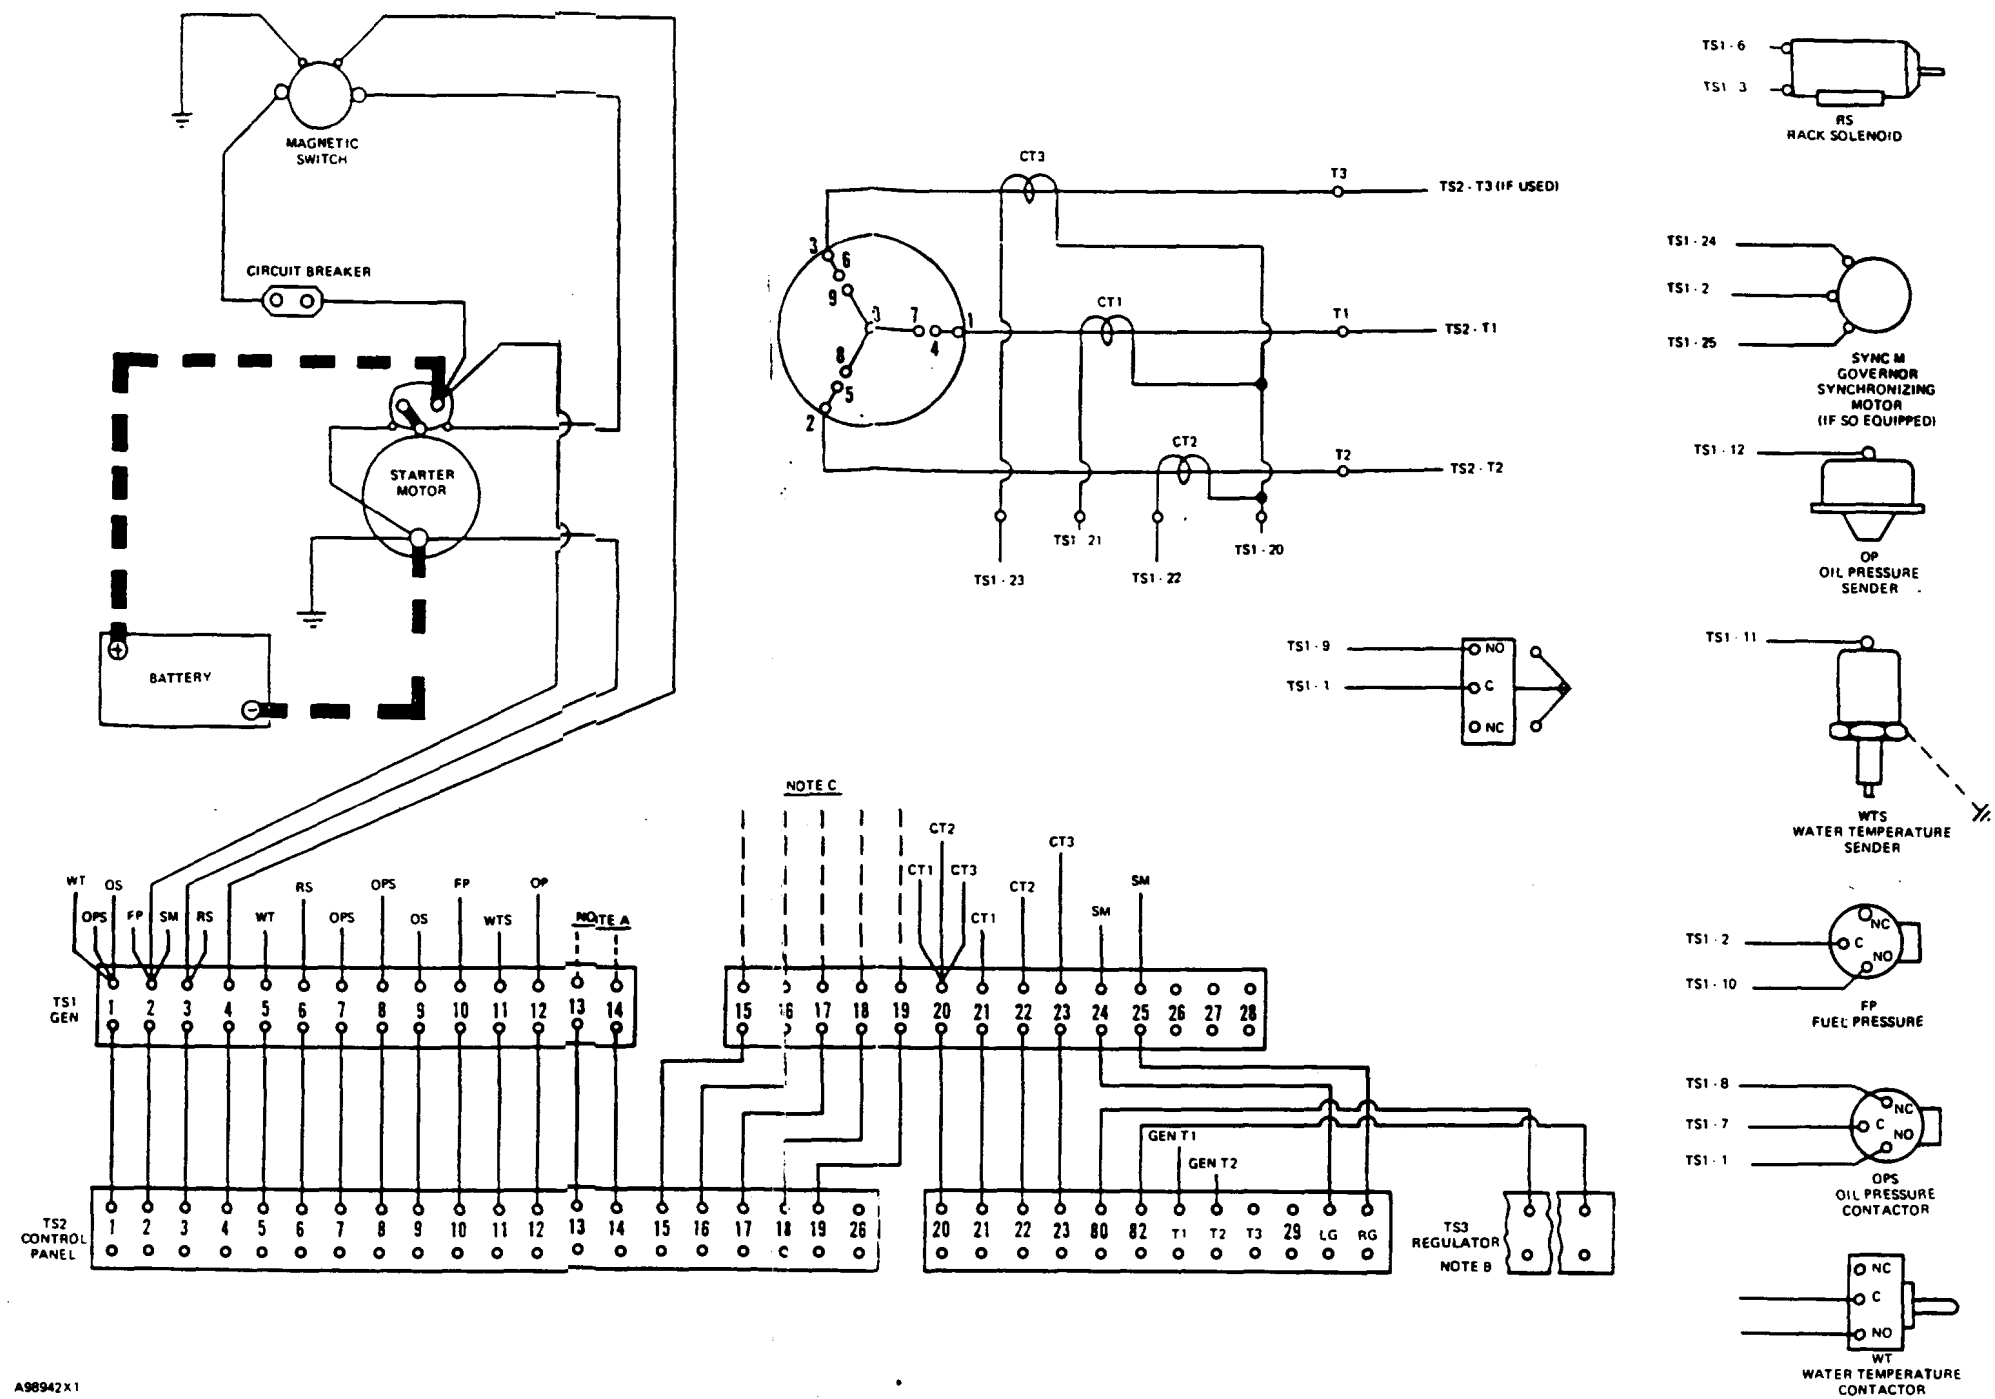 MAGNETIC
SWITCH
CIRCUIT BREAKER
STARTER
MOTOR
BATTERY
+
-
CT3
T3
TS2 - T3 (IF USED)
3
6
9
0
7
4
1
CT1
T1
TS2 - T1
8
5
2
CT2
T2
TS2 - T2
TS1 - 23
TS1 21
TS1 - 22
TS1 - 20
TS1 - 9
TS1 - 1
NO
C
NC
TS1 - 6
TS1 3
RS
RACK SOLENOID
TS1 - 24
TS1 - 2
TS1 - 25
SYNC M
GOVERNOR
SYNCHRONIZING
MOTOR
(IF SO EQUIPPED)
TS1 - 12
OP
OIL PRESSURE
SENDER
TS1 - 11
WTS
WATER TEMPERATURE
SENDER
TS1 - 2
TS1 - 10
NC
C
NO
FP
FUEL PRESSURE
TS1 - 8
TS1 - 7
TS1 - 1
NC
C
NO
OPS
OIL PRESSURE
CONTACTOR
NC
C
NO
WT
WATER TEMPERATURE
CONTACTOR
NOTE C
WT OS OPS FP SM RS WT RS OPS OPS OS FP WTS OP NOTE A
CT1 CT2 CT3 CT1 CT2 CT3 SM SM
TS1
GEN
1 2 3 4 5 6 7 8 9 10 11 12 13 14
15 6 17 18 19 20 21 22 23 24 25 26 27 28
GEN T1
GEN T2
TS2
CONTROL
PANEL
1 2 3 4 5 6 7 8 9 10 11 12 13 14 15 16 17 18 19 26
20 21 22 23 80 82 T1 T2 T3 29 LG RG
TS3
REGULATOR
NOTE B
A98942X1